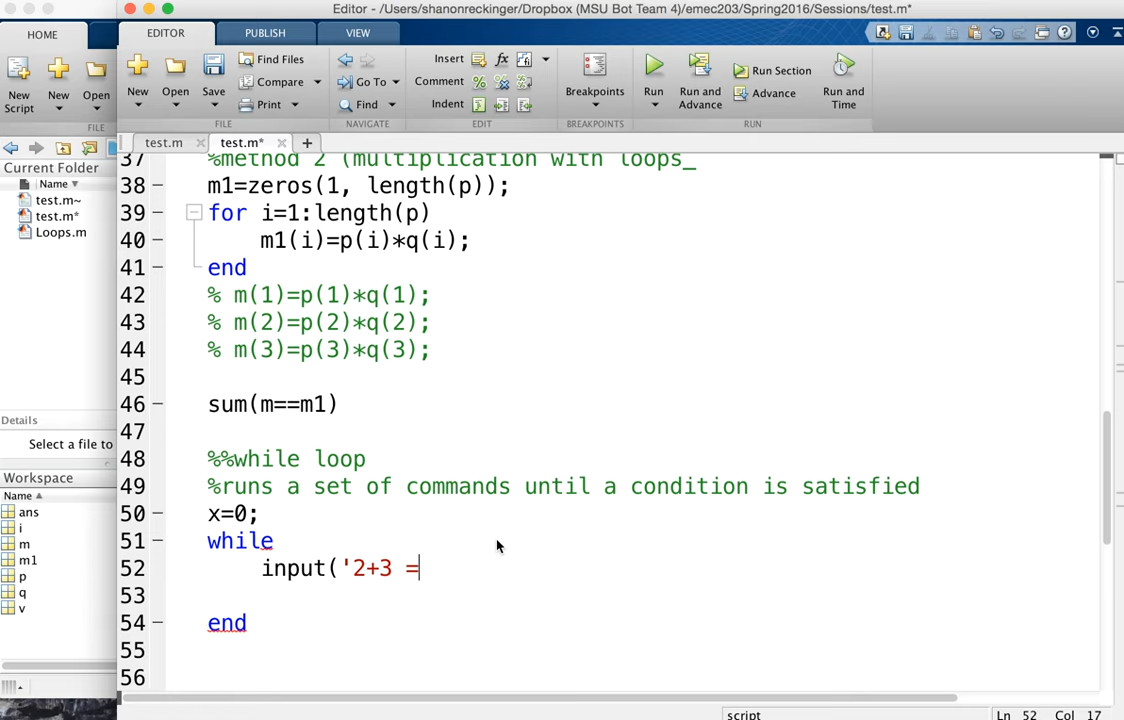 Editor - /Users/shanonreckinger/Dropbox (MSU Bot Team 4)/emec203/Spring2016/Sessions/test.m*
HOME
EDITOR PUBLISH VIEW
New Script
New
Open
FILE
New
Open
Save
Find Files
Compare
Print
FILE
Go To
Find
NAVIGATE
Insert
Comment
Indent
EDIT
Breakpoints
BREAKPOINTS
Run
Run and Advance
Run Section
Advance
Run and Time
RUN
test.m test.m*
Current Folder
Name
test.m~
test.m*
Loops.m
Details
Select a file to
Workspace
Name
ans
i
m
m1
p
q
v
37 %method 2 (multiplication with loops_
38 m1=zeros(1, length(p));
39 for i=1:length(p)
40 m1(i)=p(i)*q(i);
41 end
42 % m(1)=p(1)*q(1);
43 % m(2)=p(2)*q(2);
44 % m(3)=p(3)*q(3);
45
46 sum(m==m1)
47
48 %%while loop
49 %runs a set of commands until a condition is satisfied
50 x=0;
51 while
52 input('2+3 =
53
54 end
55
56
script Ln 52 Col 17